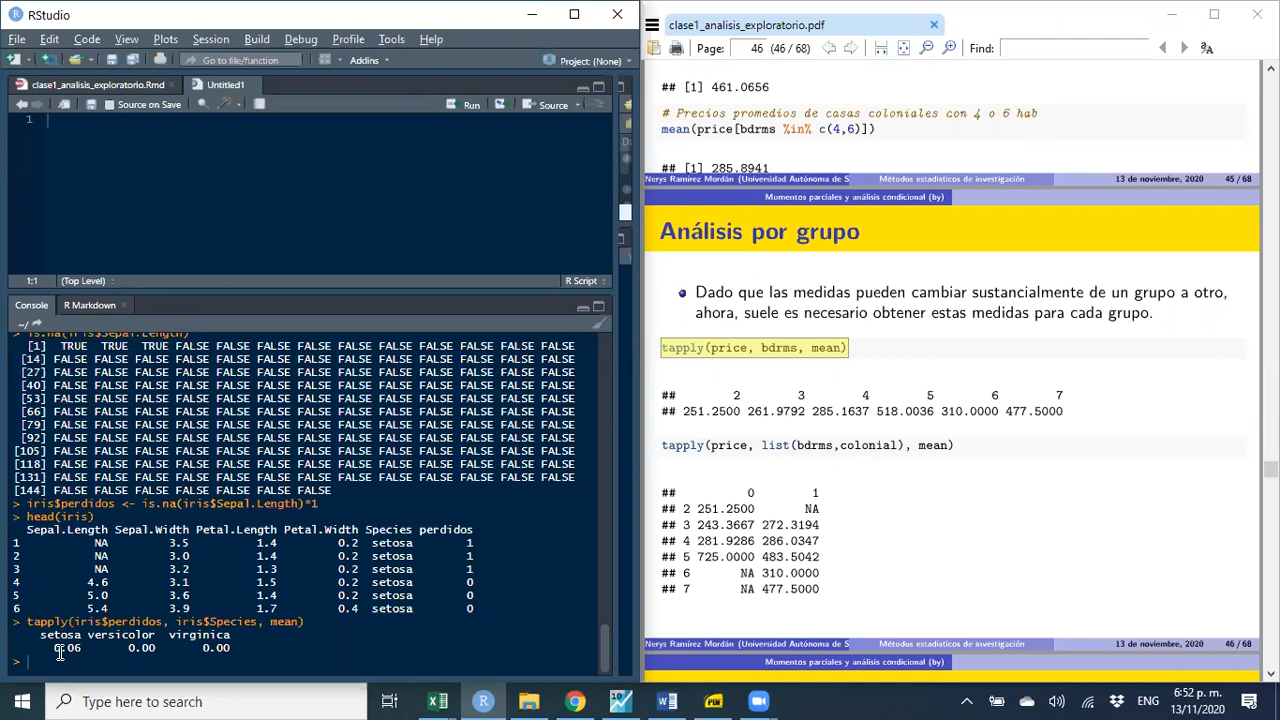 RStudio
File Edit Code View Plots Session Build Debug Profile Tools Help
Go to file/function
Addins
Project: (None)
clase1_analisis_exploratorio.Rmd
Untitled1
Source on Save
Run
Source
1
1:1
(Top Level)
R Script
Console
R Markdown
~/
> is.na(iris$Sepal.Length)
[1] TRUE TRUE TRUE FALSE FALSE FALSE FALSE FALSE FALSE FALSE FALSE FALSE FALSE
[14] FALSE FALSE FALSE FALSE FALSE FALSE FALSE FALSE FALSE FALSE FALSE FALSE FALSE
[27] FALSE FALSE FALSE FALSE FALSE FALSE FALSE FALSE FALSE FALSE FALSE FALSE FALSE
[40] FALSE FALSE FALSE FALSE FALSE FALSE FALSE FALSE FALSE FALSE FALSE FALSE FALSE
[53] FALSE FALSE FALSE FALSE FALSE FALSE FALSE FALSE FALSE FALSE FALSE FALSE FALSE
[66] FALSE FALSE FALSE FALSE FALSE FALSE FALSE FALSE FALSE FALSE FALSE FALSE FALSE
[79] FALSE FALSE FALSE FALSE FALSE FALSE FALSE FALSE FALSE FALSE FALSE FALSE FALSE
[92] FALSE FALSE FALSE FALSE FALSE FALSE FALSE FALSE FALSE FALSE FALSE FALSE FALSE
[105] FALSE FALSE FALSE FALSE FALSE FALSE FALSE FALSE FALSE FALSE FALSE FALSE FALSE
[118] FALSE FALSE FALSE FALSE FALSE FALSE FALSE FALSE FALSE FALSE FALSE FALSE FALSE
[131] FALSE FALSE FALSE FALSE FALSE FALSE FALSE FALSE FALSE FALSE FALSE FALSE FALSE
[144] FALSE FALSE FALSE FALSE FALSE FALSE FALSE
> iris$perdidos <- is.na(iris$Sepal.Length)*1
> head(iris)
Sepal.Length Sepal.Width Petal.Length Petal.Width Species perdidos
1 NA 3.5 1.4 0.2 setosa 1
2 NA 3.0 1.4 0.2 setosa 1
3 NA 3.2 1.3 0.2 setosa 1
4 4.6 3.1 1.5 0.2 setosa 0
5 5.0 3.6 1.4 0.2 setosa 0
6 5.4 3.9 1.7 0.4 setosa 0
> tapply(iris$perdidos, iris$Species, mean)
setosa versicolor virginica
0.06 0.00 0.00
>
clase1_analisis_exploratorio.pdf
Page: 46 (46 / 68)
Find:
## [1] 461.0656
# Precios promedios de casas coloniales con 4 o 6 hab
mean(price[bdrms %in% c(4,6)])
## [1] 285.8941
Nerys Ramírez Mordán (Universidad Autónoma de S Métodos estadísticos de investigación 13 de noviembre, 2020 45 / 68
Momentos parciales y análisis condicional (by)
Análisis por grupo
Dado que las medidas pueden cambiar sustancialmente de un grupo a otro,
ahora, suele es necesario obtener estas medidas para cada grupo.
tapply(price, bdrms, mean)
## 2 3 4 5 6 7
## 251.2500 261.9792 285.1637 518.0036 310.0000 477.5000
tapply(price, list(bdrms,colonial), mean)
## 0 1
## 2 251.2500 NA
## 3 243.3667 272.3194
## 4 281.9286 286.0347
## 5 725.0000 483.5042
## 6 NA 310.0000
## 7 NA 477.5000
Nerys Ramírez Mordán (Universidad Autónoma de S Métodos estadísticos de investigación 13 de noviembre, 2020 46 / 68
Momentos parciales y análisis condicional (by)
Type here to search
ENG
6:52 p. m.
13/11/2020